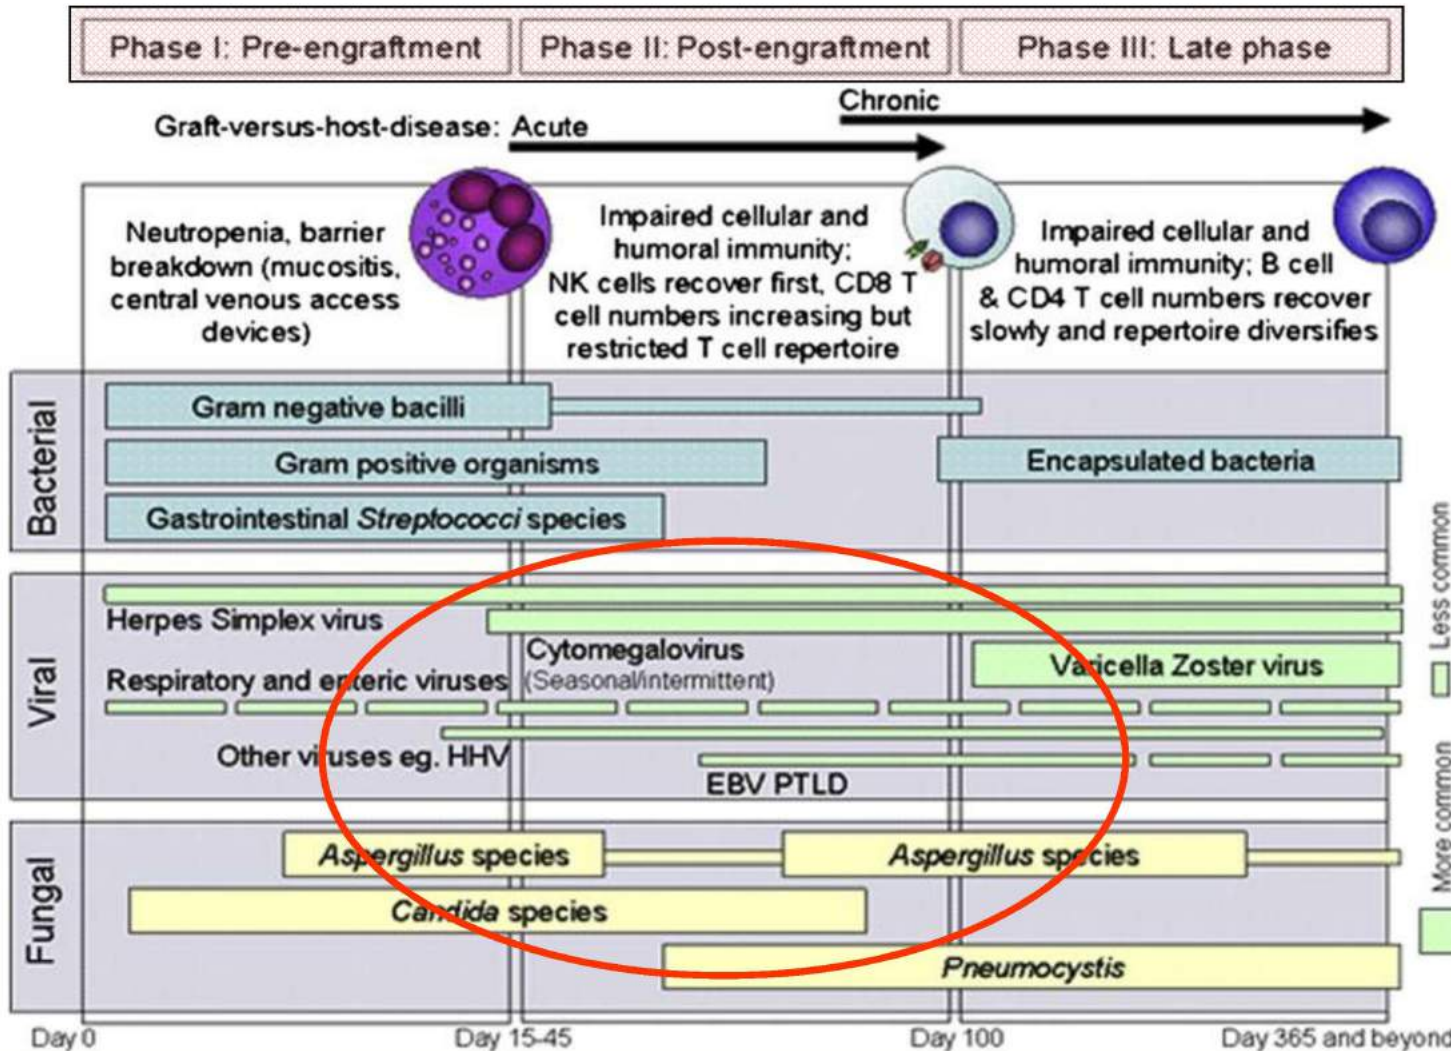 Phase I: Pre-engraftment
Phase II: Post-engraftment
Phase III: Late phase
Chronic
Graft-versus-host-disease: Acute
Neutropenia, barrier
breakdown (mucositis,
central venous access
devices)
Impaired cellular and
humoral immunity;
NK cells recover first, CD8 T
cell numbers increasing but
restricted T cell repertoire
Impaired cellular and
humoral immunity; B cell
& CD4 T cell numbers recover
slowly and repertoire diversifies
Bacterial
Gram negative bacilli
Gram positive organisms
Encapsulated bacteria
Gastrointestinal Streptococci species
Viral
Herpes Simplex virus
Cytomegalovirus
Varicella Zoster virus
Respiratory and enteric viruses (Seasonal/intermittent)
Other viruses eg. HHV
EBV PTLD
Less common
More common
Fungal
Aspergillus species
Aspergillus species
Candida species
Pneumocystis
Day 0
Day 15-45
Day 100
Day 365 and beyond